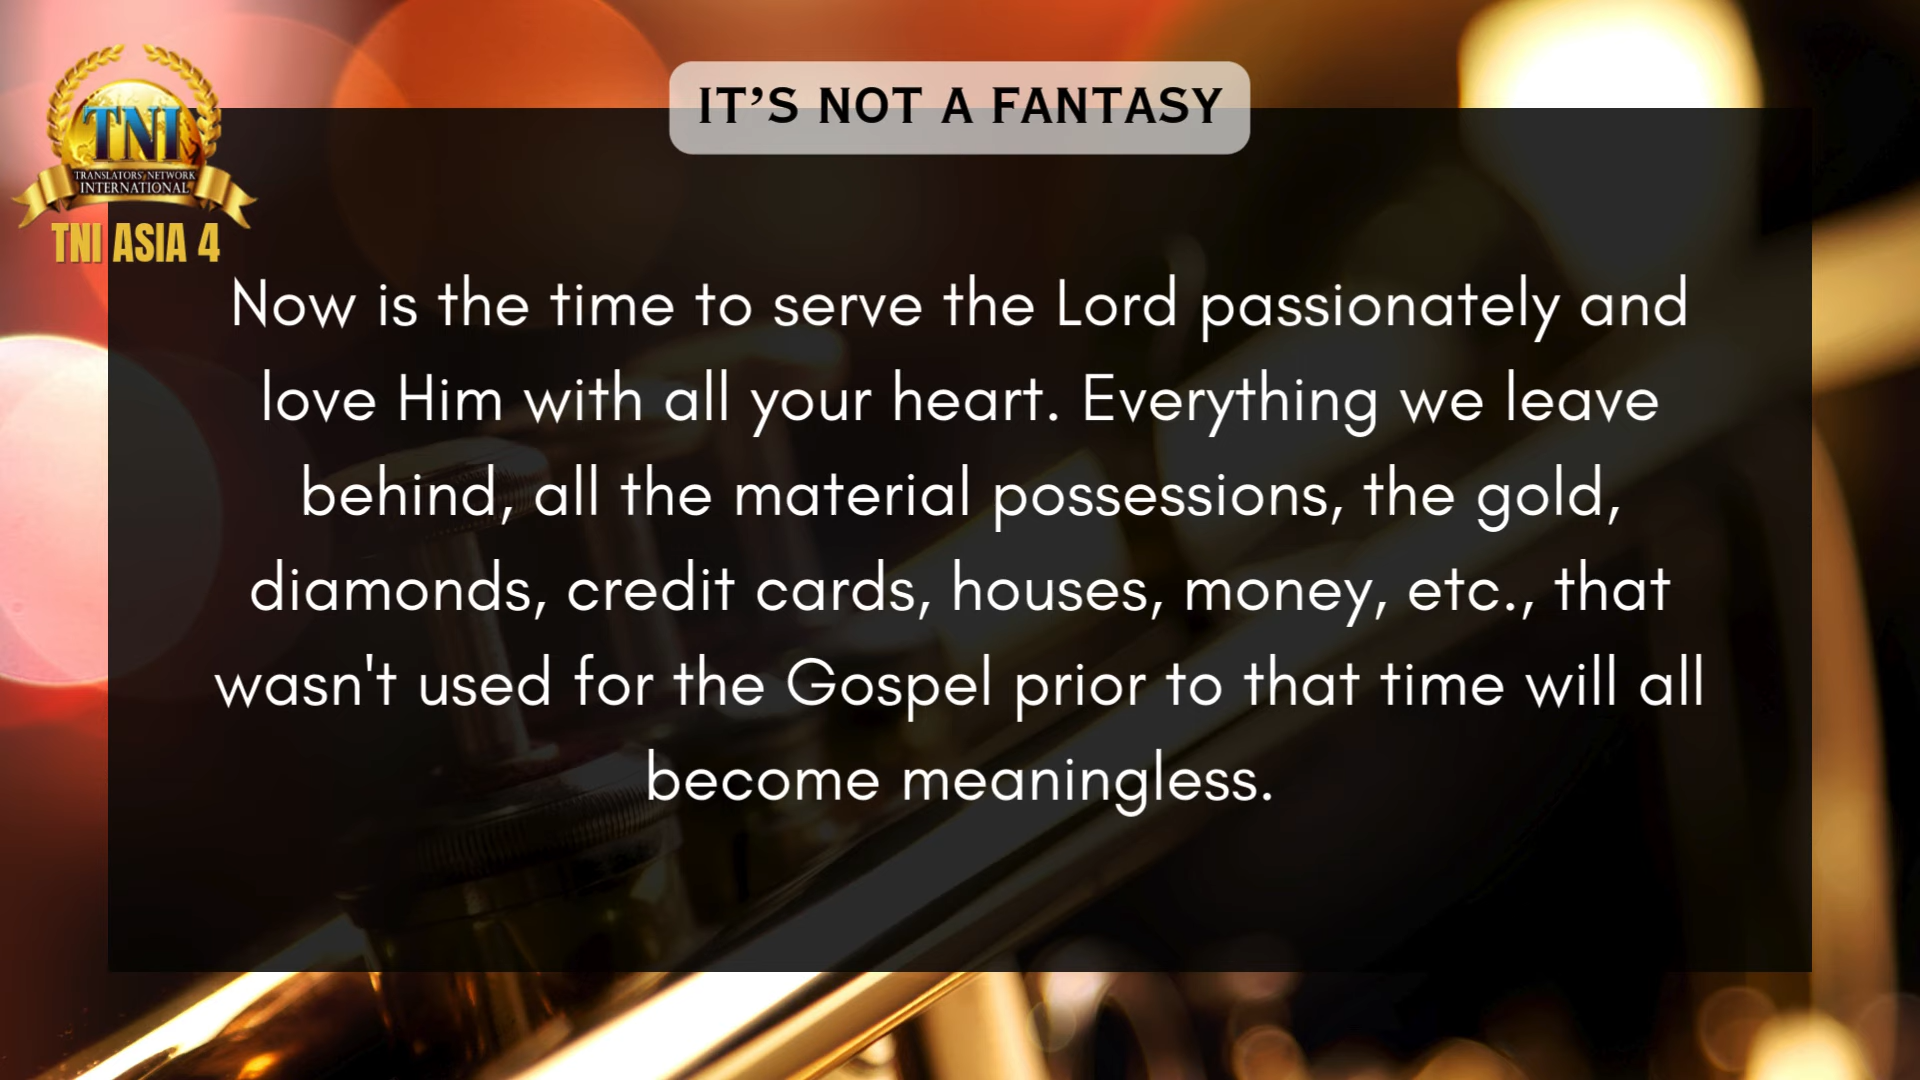 IT’S NOT A FANTASY
TNI
TRANSLATORS' NETWORK
INTERNATIONAL
TNI ASIA 4
Now is the time to serve the Lord passionately and
love Him with all your heart. Everything we leave
behind, all the material possessions, the gold,
diamonds, credit cards, houses, money, etc., that
wasn't used for the Gospel prior to that time will all
become meaningless.